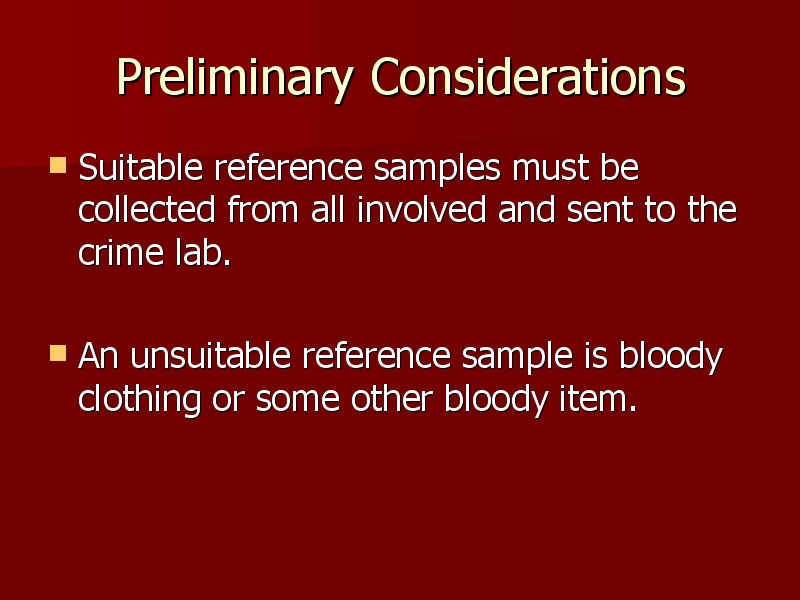 Preliminary Considerations
Suitable reference samples must be
collected from all involved and sent to the
crime lab.
An unsuitable reference sample is bloody
clothing or some other bloody item.